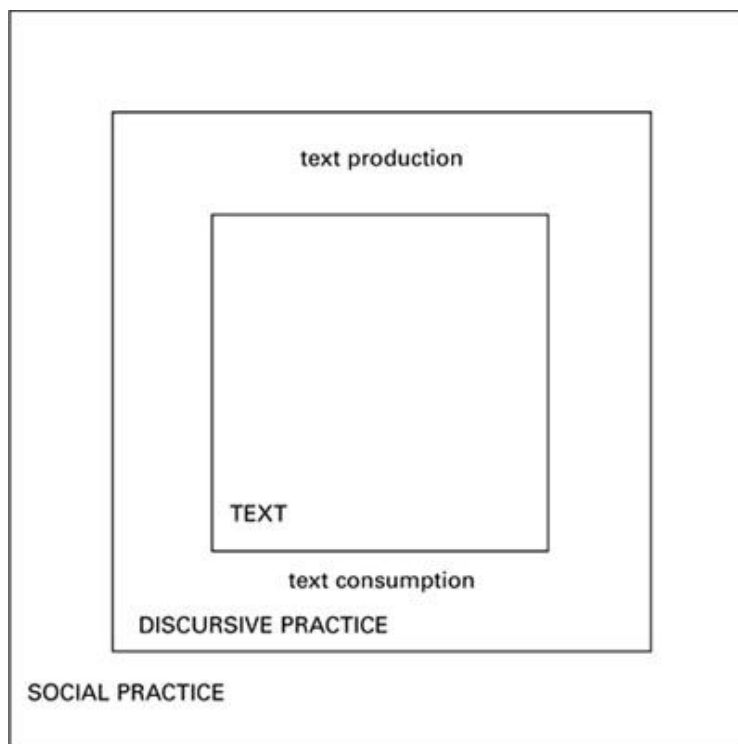 text production
TEXT
text consumption
DISCURSIVE PRACTICE
SOCIAL PRACTICE